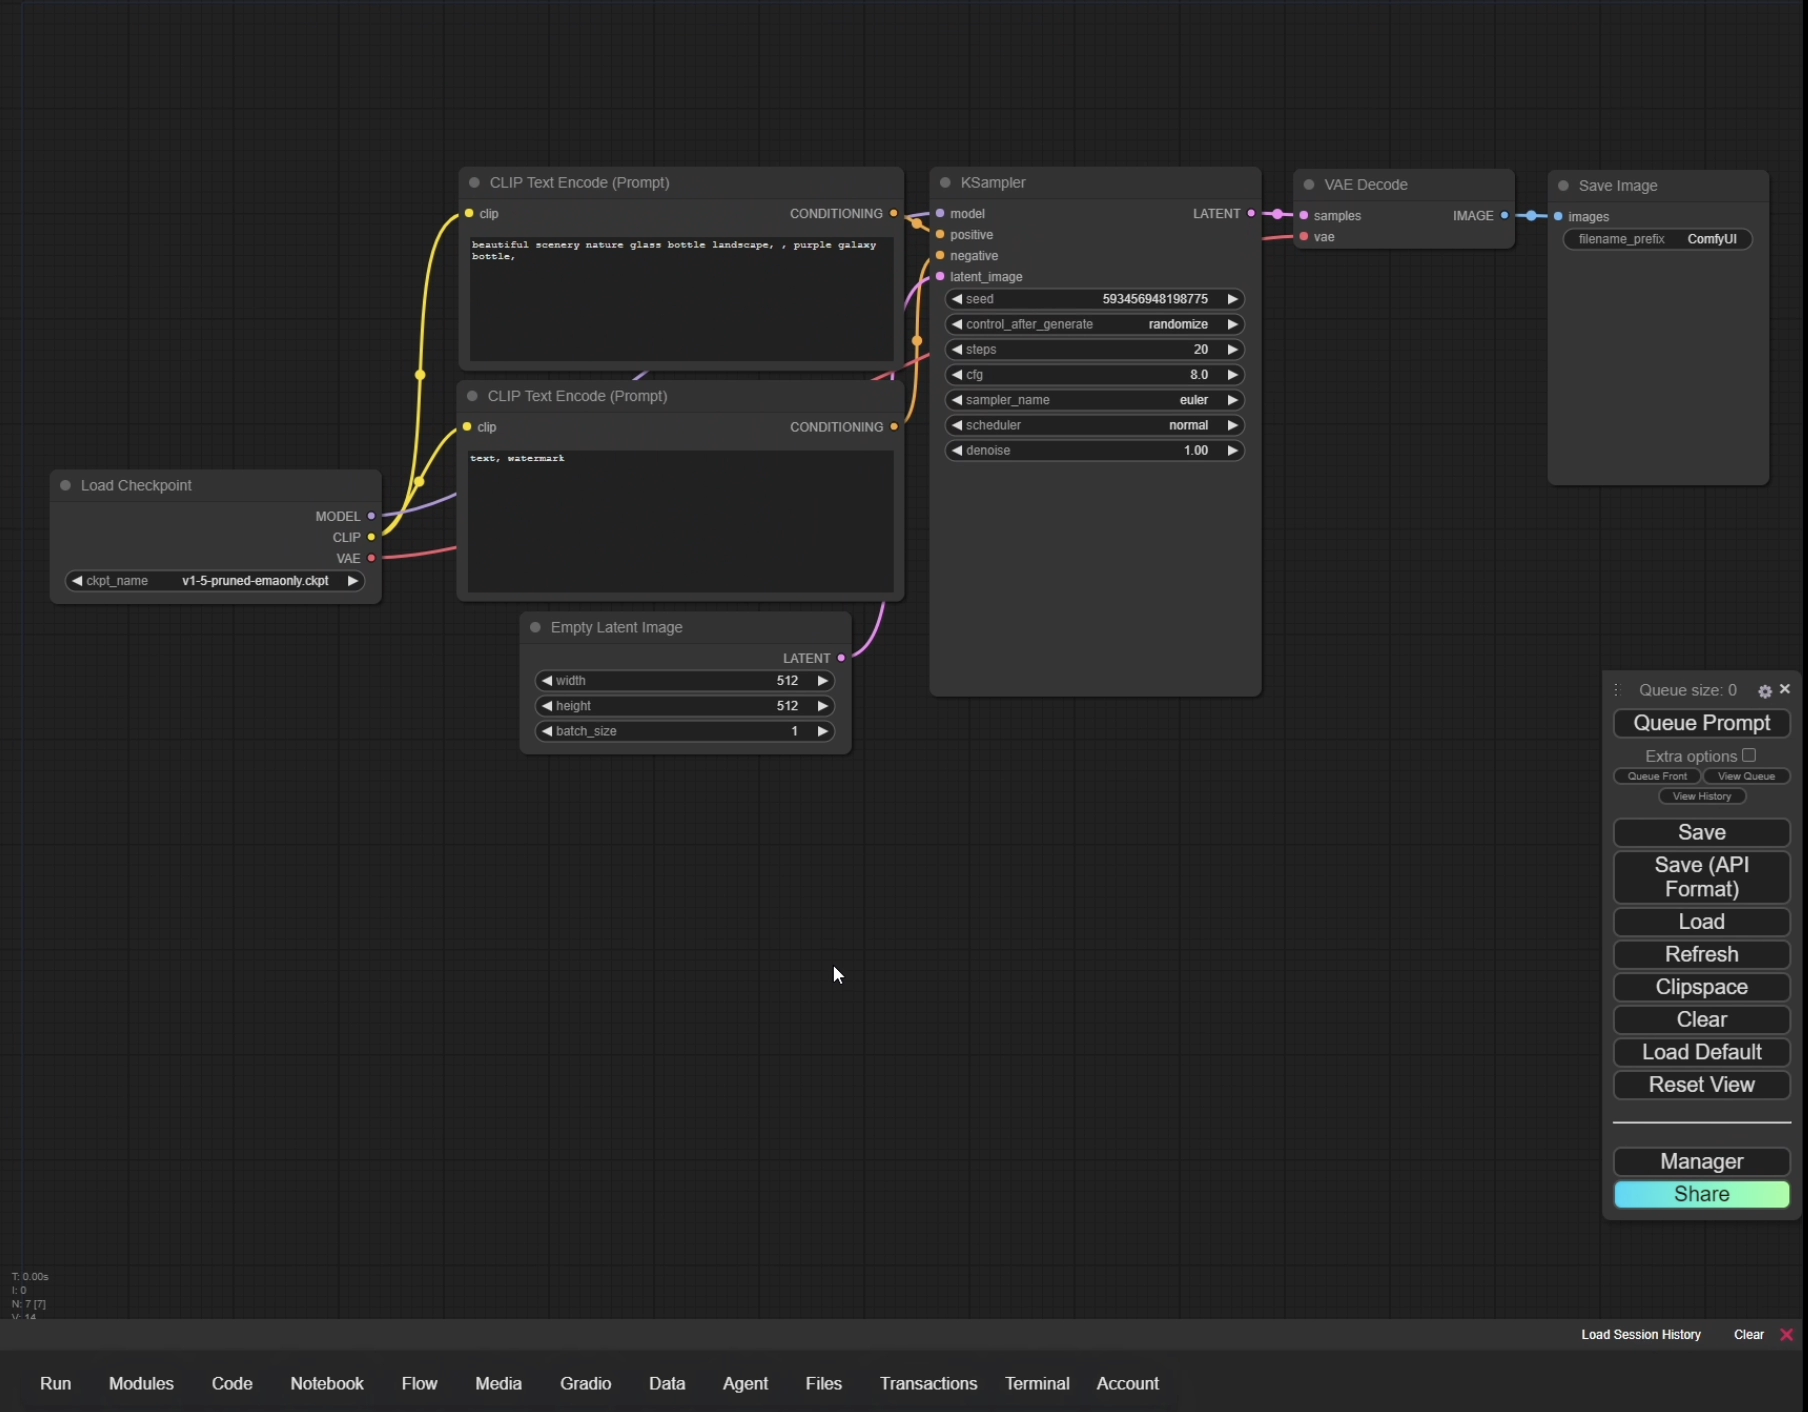 CLIP Text Encode (Prompt)
clip
CONDITIONING
beautiful scenery nature glass bottle landscape, , purple galaxy
bottle,
CLIP Text Encode (Prompt)
clip
CONDITIONING
text, watermark
Load Checkpoint
MODEL
CLIP
VAE
ckpt_name v1-5-pruned-emaonly.ckpt
Empty Latent Image
LATENT
width 512
height 512
batch_size 1
KSampler
model LATENT
positive
negative
latent_image
seed 593456948198775
control_after_generate randomize
steps 20
cfg 8.0
sampler_name euler
scheduler normal
denoise 1.00
VAE Decode
samples IMAGE
vae
Save Image
images
filename_prefix ComfyUI
Queue size: 0
Queue Prompt
Extra options
Queue Front View Queue
View History
Save
Save (API
Format)
Load
Refresh
Clipspace
Clear
Load Default
Reset View
Manager
Share
T: 0.00s
I: 0
N: 7 [7]
V: 14
Load Session History Clear
Run Modules Code Notebook Flow Media Gradio Data Agent Files Transactions Terminal Account